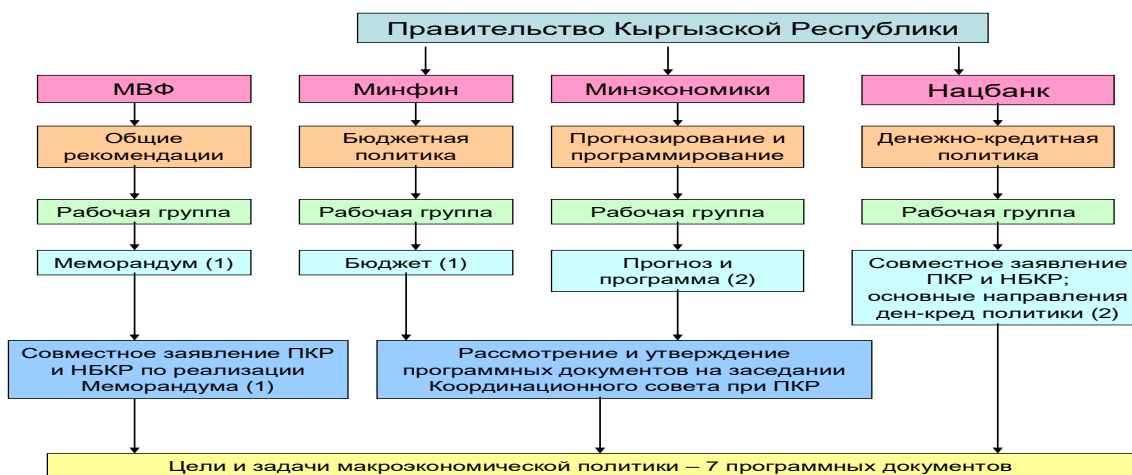 Правительство Кыргызской Республики
МВФ
Минфин
Минэкономики
Нацбанк
Общие
рекомендации
Бюджетная
политика
Прогнозирование и
программирование
Денежно-кредитная
политика
Рабочая группа
Рабочая группа
Рабочая группа
Рабочая группа
Меморандум (1)
Бюджет (1)
Прогноз и
программа (2)
Совместное заявление
ПКР и НБКР;
основные направления
ден-кред политики (2)
Совместное заявление ПКР
и НБКР по реализации
Меморандума (1)
Рассмотрение и утверждение
программных документов на заседании
Координационного совета при ПКР
Цели и задачи макроэкономической политики – 7 программных документов